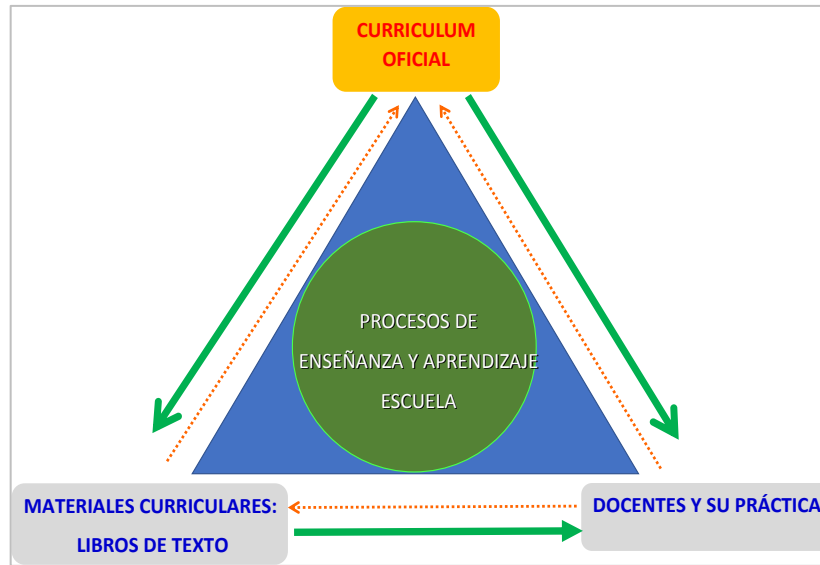 CURRICULUM
OFICIAL
PROCESOS DE
ENSEÑANZA Y APRENDIZAJE
ESCUELA
MATERIALES CURRICULARES:
LIBROS DE TEXTO
DOCENTES Y SU PRÁCTICA